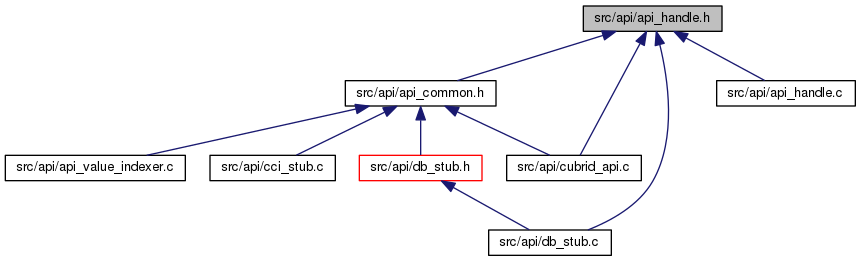 src/api/api_handle.h
src/api/api_common.h
src/api/api_handle.c
src/api/api_value_indexer.c
src/api/cci_stub.c
src/api/db_stub.h
src/api/cubrid_api.c
src/api/db_stub.c